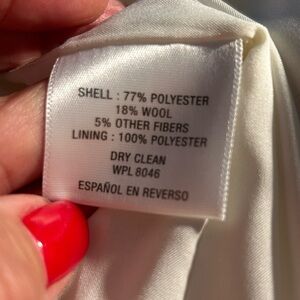 SHELL : 77% POLYESTER
18% WOOL
5% OTHER FIBERS
LINING : 100% POLYESTER
DRY CLEAN
WPL 8046
ESPAÑOL EN REVERSO